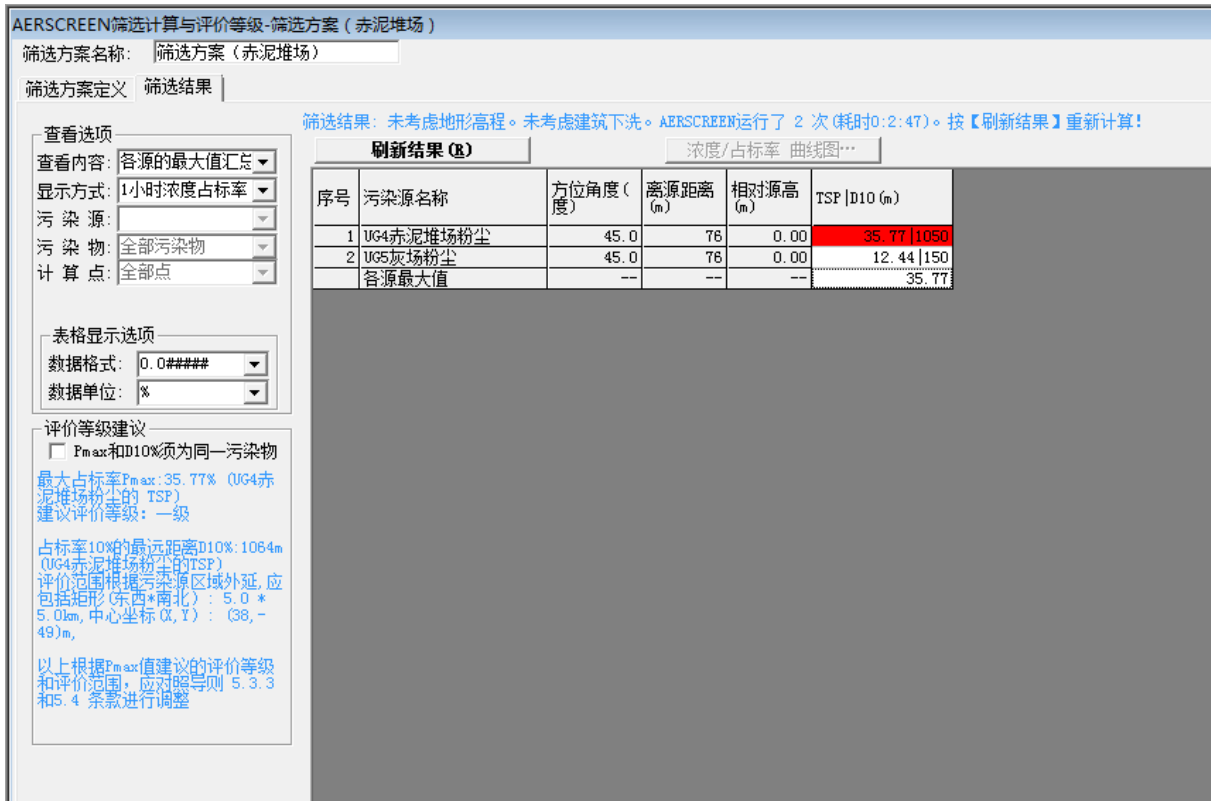 AERSCREEN筛选计算与评价等级-筛选方案（赤泥堆场）
筛选方案名称: 筛选方案（赤泥堆场）
筛选方案定义 筛选结果
筛选结果: 未考虑地形高程。未考虑建筑下洗。AERSCREEN运行了 2 次(耗时0:2:47)。按【刷新结果】重新计算!
刷新结果(R) 浓度/占标率 曲线图…
查看选项
查看内容: 各源的最大值汇总
显示方式: 1小时浓度占标率
污 染 源:
污 染 物: 全部污染物
计 算 点: 全部点
表格显示选项
数据格式: 0.0#####
数据单位: %
评价等级建议
Pmax和D10%须为同一污染物
最大占标率Pmax:35.77% (UG4赤
泥堆场粉尘的 TSP)
建议评价等级: 一级
占标率10%的最远距离D10%:1064m
(UG4赤泥堆场粉尘的TSP)
评价范围根据污染源区域外延,应
包括矩形(东西*南北): 5.0 *
5.0km,中心坐标(X,Y): (38,-
49)m,
以上根据Pmax值建议的评价等级
和评价范围，应对照导则 5.3.3
和5.4 条款进行调整
序号 污染源名称 方位角度(度) 离源距离(m) 相对源高(m) TSP|D10(m)
1 UG4赤泥堆场粉尘 45.0 76 0.00 35.77|1050
2 UG5灰场粉尘 45.0 76 0.00 12.44|150
各源最大值 -- -- -- 35.77